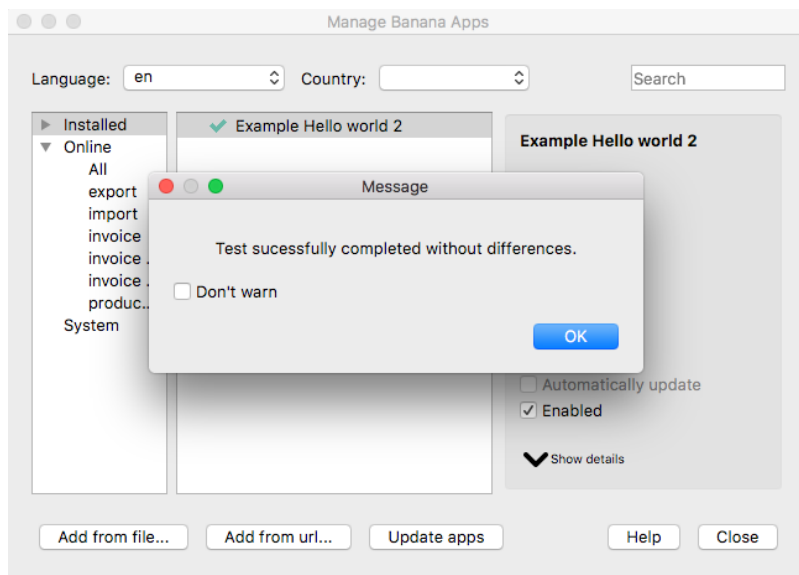 Manage Banana Apps
Language: en Country: Search
Installed
Online
All
export
import
invoice
invoice .
invoice .
produc..
System
Example Hello world 2
Example Hello world 2
Message
Test sucessfully completed without differences.
Don't warn
OK
Automatically update
Enabled
Show details
Add from file... Add from url... Update apps Help Close